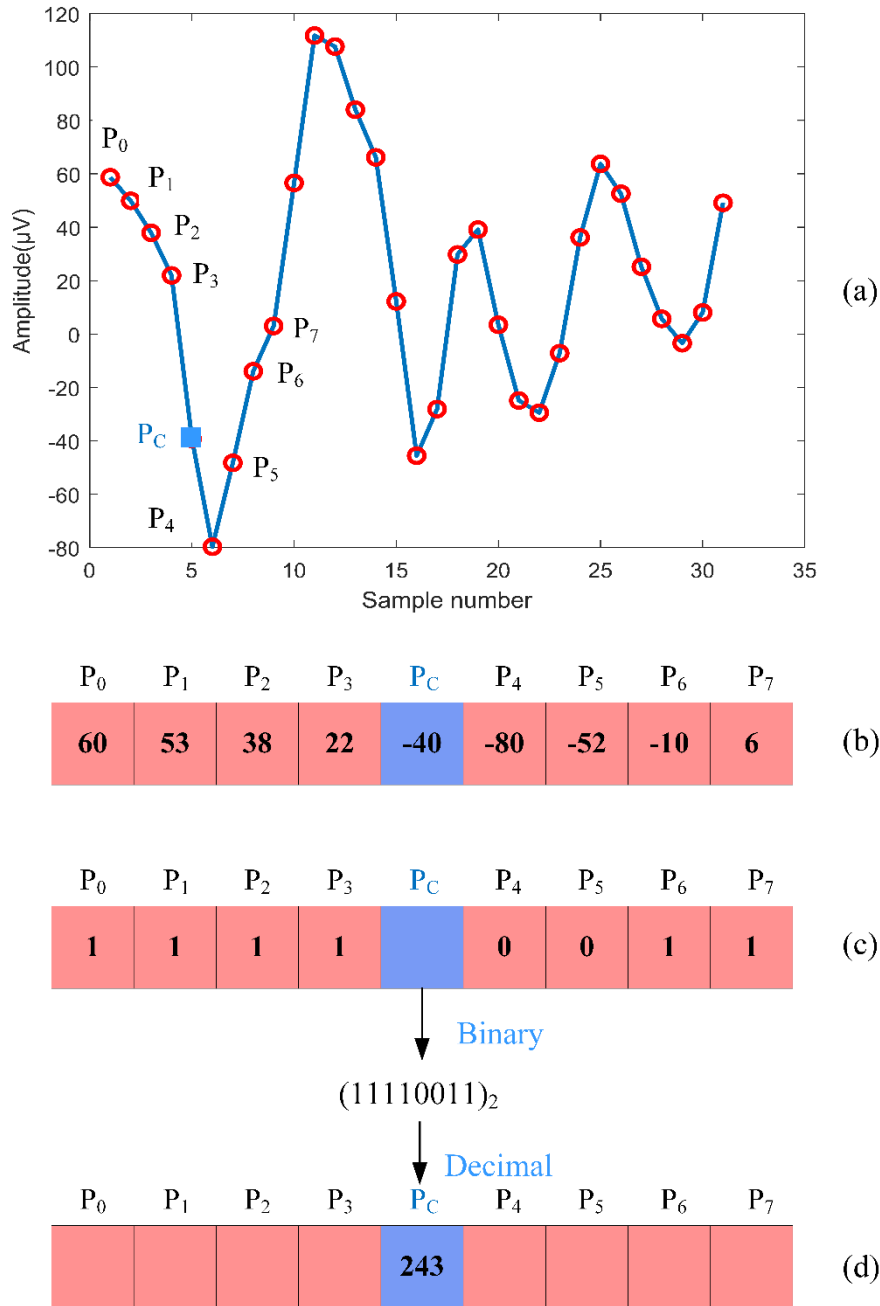 120
100
80
60
40
20
0
-20
-40
-60
-80
Amplitude(μV)
P₀
P₁
P₂
P₃
P_C
P₄
P₅
P₆
P₇
0 5 10 15 20 25 30 35
Sample number
(a)
P₀ P₁ P₂ P₃ P_C P₄ P₅ P₆ P₇
60 53 38 22 -40 -80 -52 -10 6 (b)
P₀ P₁ P₂ P₃ P_C P₄ P₅ P₆ P₇
1 1 1 1 0 0 1 1 (c)
Binary
(11110011)₂
Decimal
P₀ P₁ P₂ P₃ P_C P₄ P₅ P₆ P₇
243 (d)